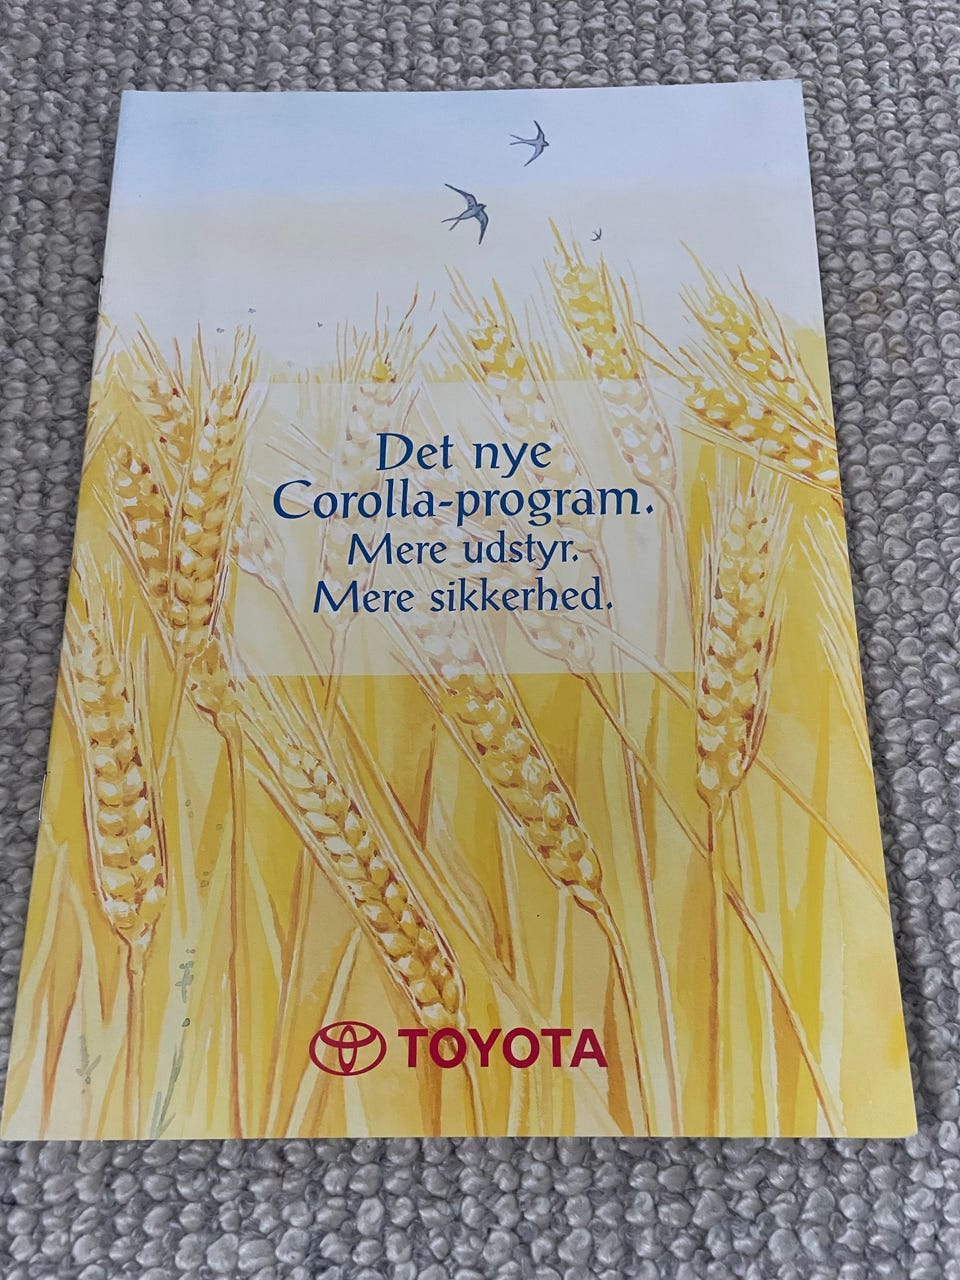 Det nye
Corolla-program.
Mere udstyr.
Mere sikkerhed.
TOYOTA